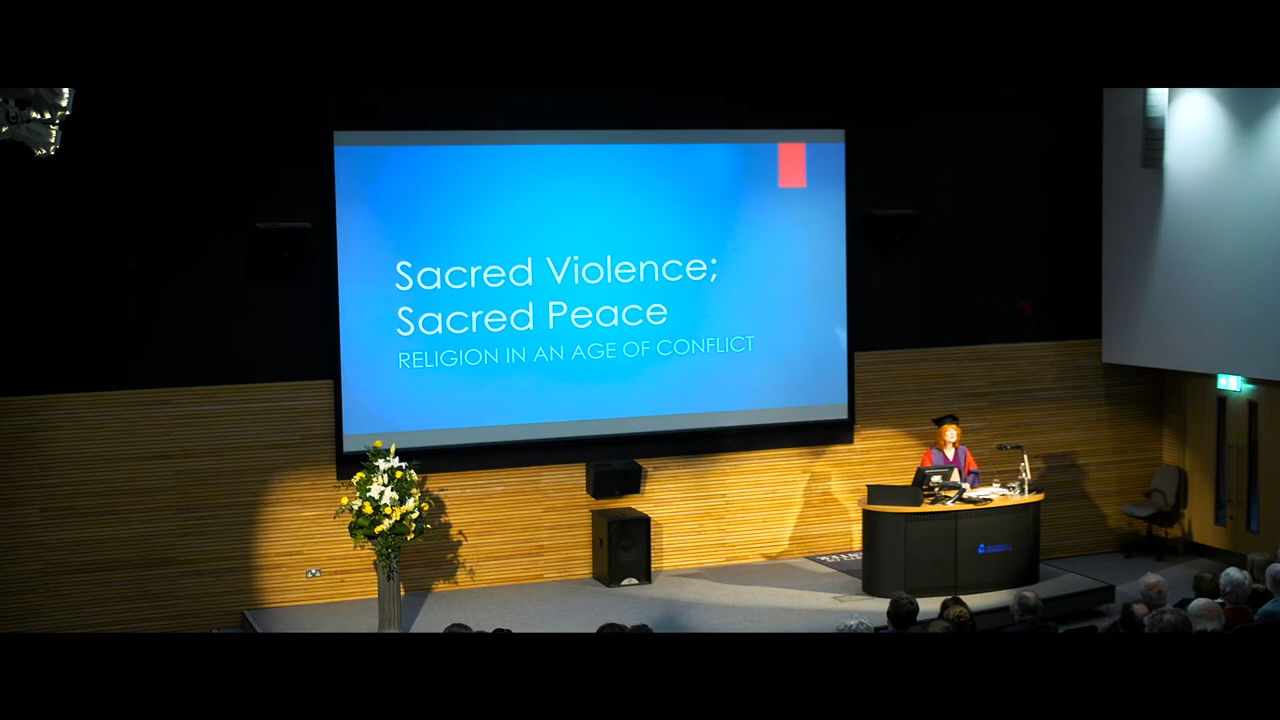 Sacred Violence;
Sacred Peace
RELIGION IN AN AGE OF CONFLICT